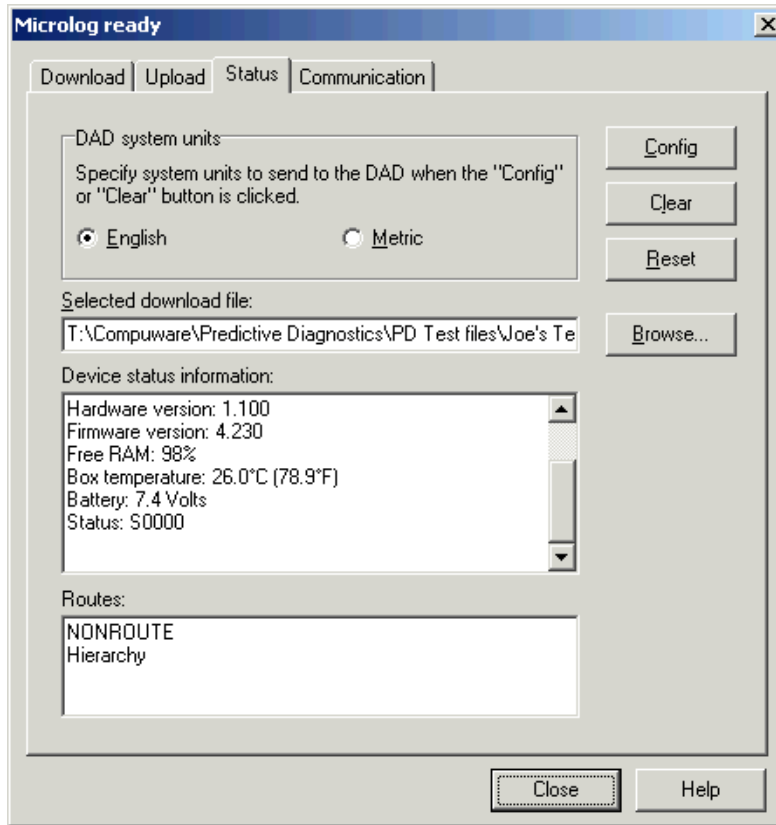 Microlog ready
Download Upload Status Communication
DAD system units
Specify system units to send to the DAD when the "Config"
or "Clear" button is clicked.
English Metric
Config
Clear
Reset
Selected download file:
T:\Compuware\Predictive Diagnostics\PD Test files\Joe's Te
Browse...
Device status information:
Hardware version: 1.100
Firmware version: 4.230
Free RAM: 98%
Box temperature: 26.0°C (78.9°F)
Battery: 7.4 Volts
Status: S0000
Routes:
NONROUTE
Hierarchy
Close Help